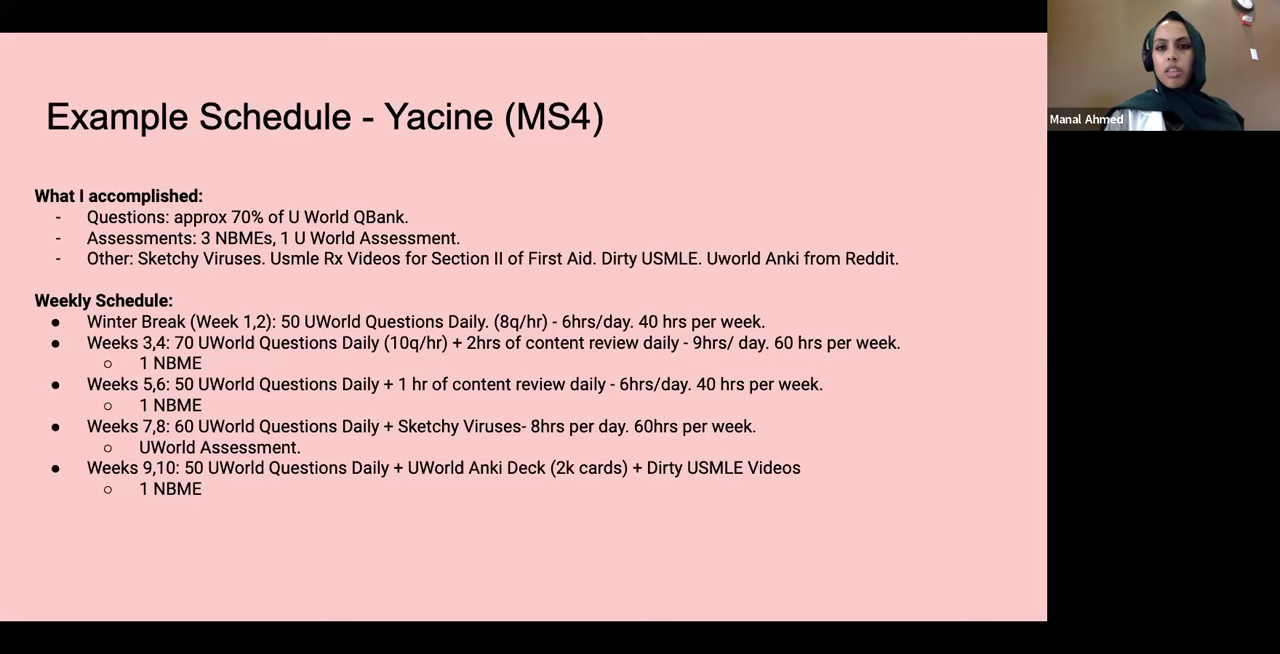 Example Schedule - Yacine (MS4)
Manal Ahmed
What I accomplished:
- Questions: approx 70% of U World QBank.
- Assessments: 3 NBMEs, 1 U World Assessment.
- Other: Sketchy Viruses. Usmle Rx Videos for Section II of First Aid. Dirty USMLE. Uworld Anki from Reddit.
Weekly Schedule:
● Winter Break (Week 1,2): 50 UWorld Questions Daily. (8q/hr) - 6hrs/day. 40 hrs per week.
● Weeks 3,4: 70 UWorld Questions Daily (10q/hr) + 2hrs of content review daily - 9hrs/ day. 60 hrs per week.
○ 1 NBME
● Weeks 5,6: 50 UWorld Questions Daily + 1 hr of content review daily - 6hrs/day. 40 hrs per week.
○ 1 NBME
● Weeks 7,8: 60 UWorld Questions Daily + Sketchy Viruses- 8hrs per day. 60hrs per week.
○ UWorld Assessment.
● Weeks 9,10: 50 UWorld Questions Daily + UWorld Anki Deck (2k cards) + Dirty USMLE Videos
○ 1 NBME